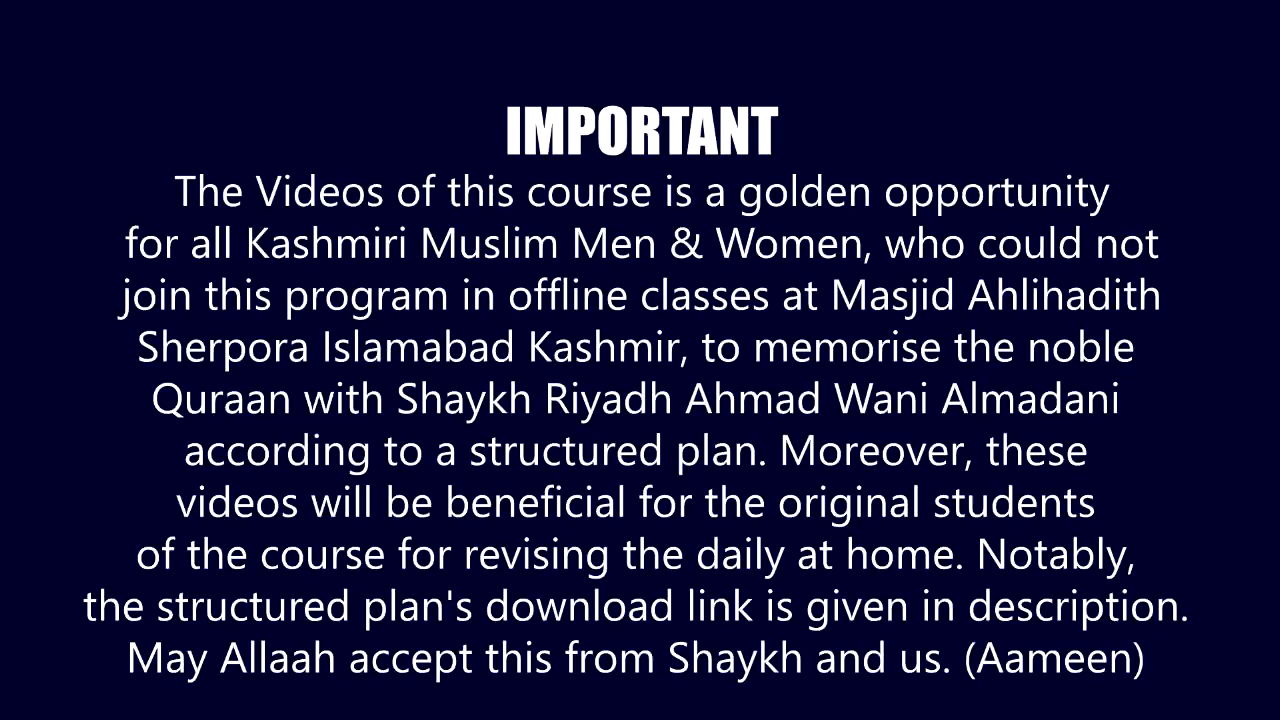 IMPORTANT
The Videos of this course is a golden opportunity
for all Kashmiri Muslim Men & Women, who could not
join this program in offline classes at Masjid Ahlihadith
Sherpora Islamabad Kashmir, to memorise the noble
Quraan with Shaykh Riyadh Ahmad Wani Almadani
according to a structured plan. Moreover, these
videos will be beneficial for the original students
of the course for revising the daily at home. Notably,
the structured plan's download link is given in description.
May Allaah accept this from Shaykh and us. (Aameen)